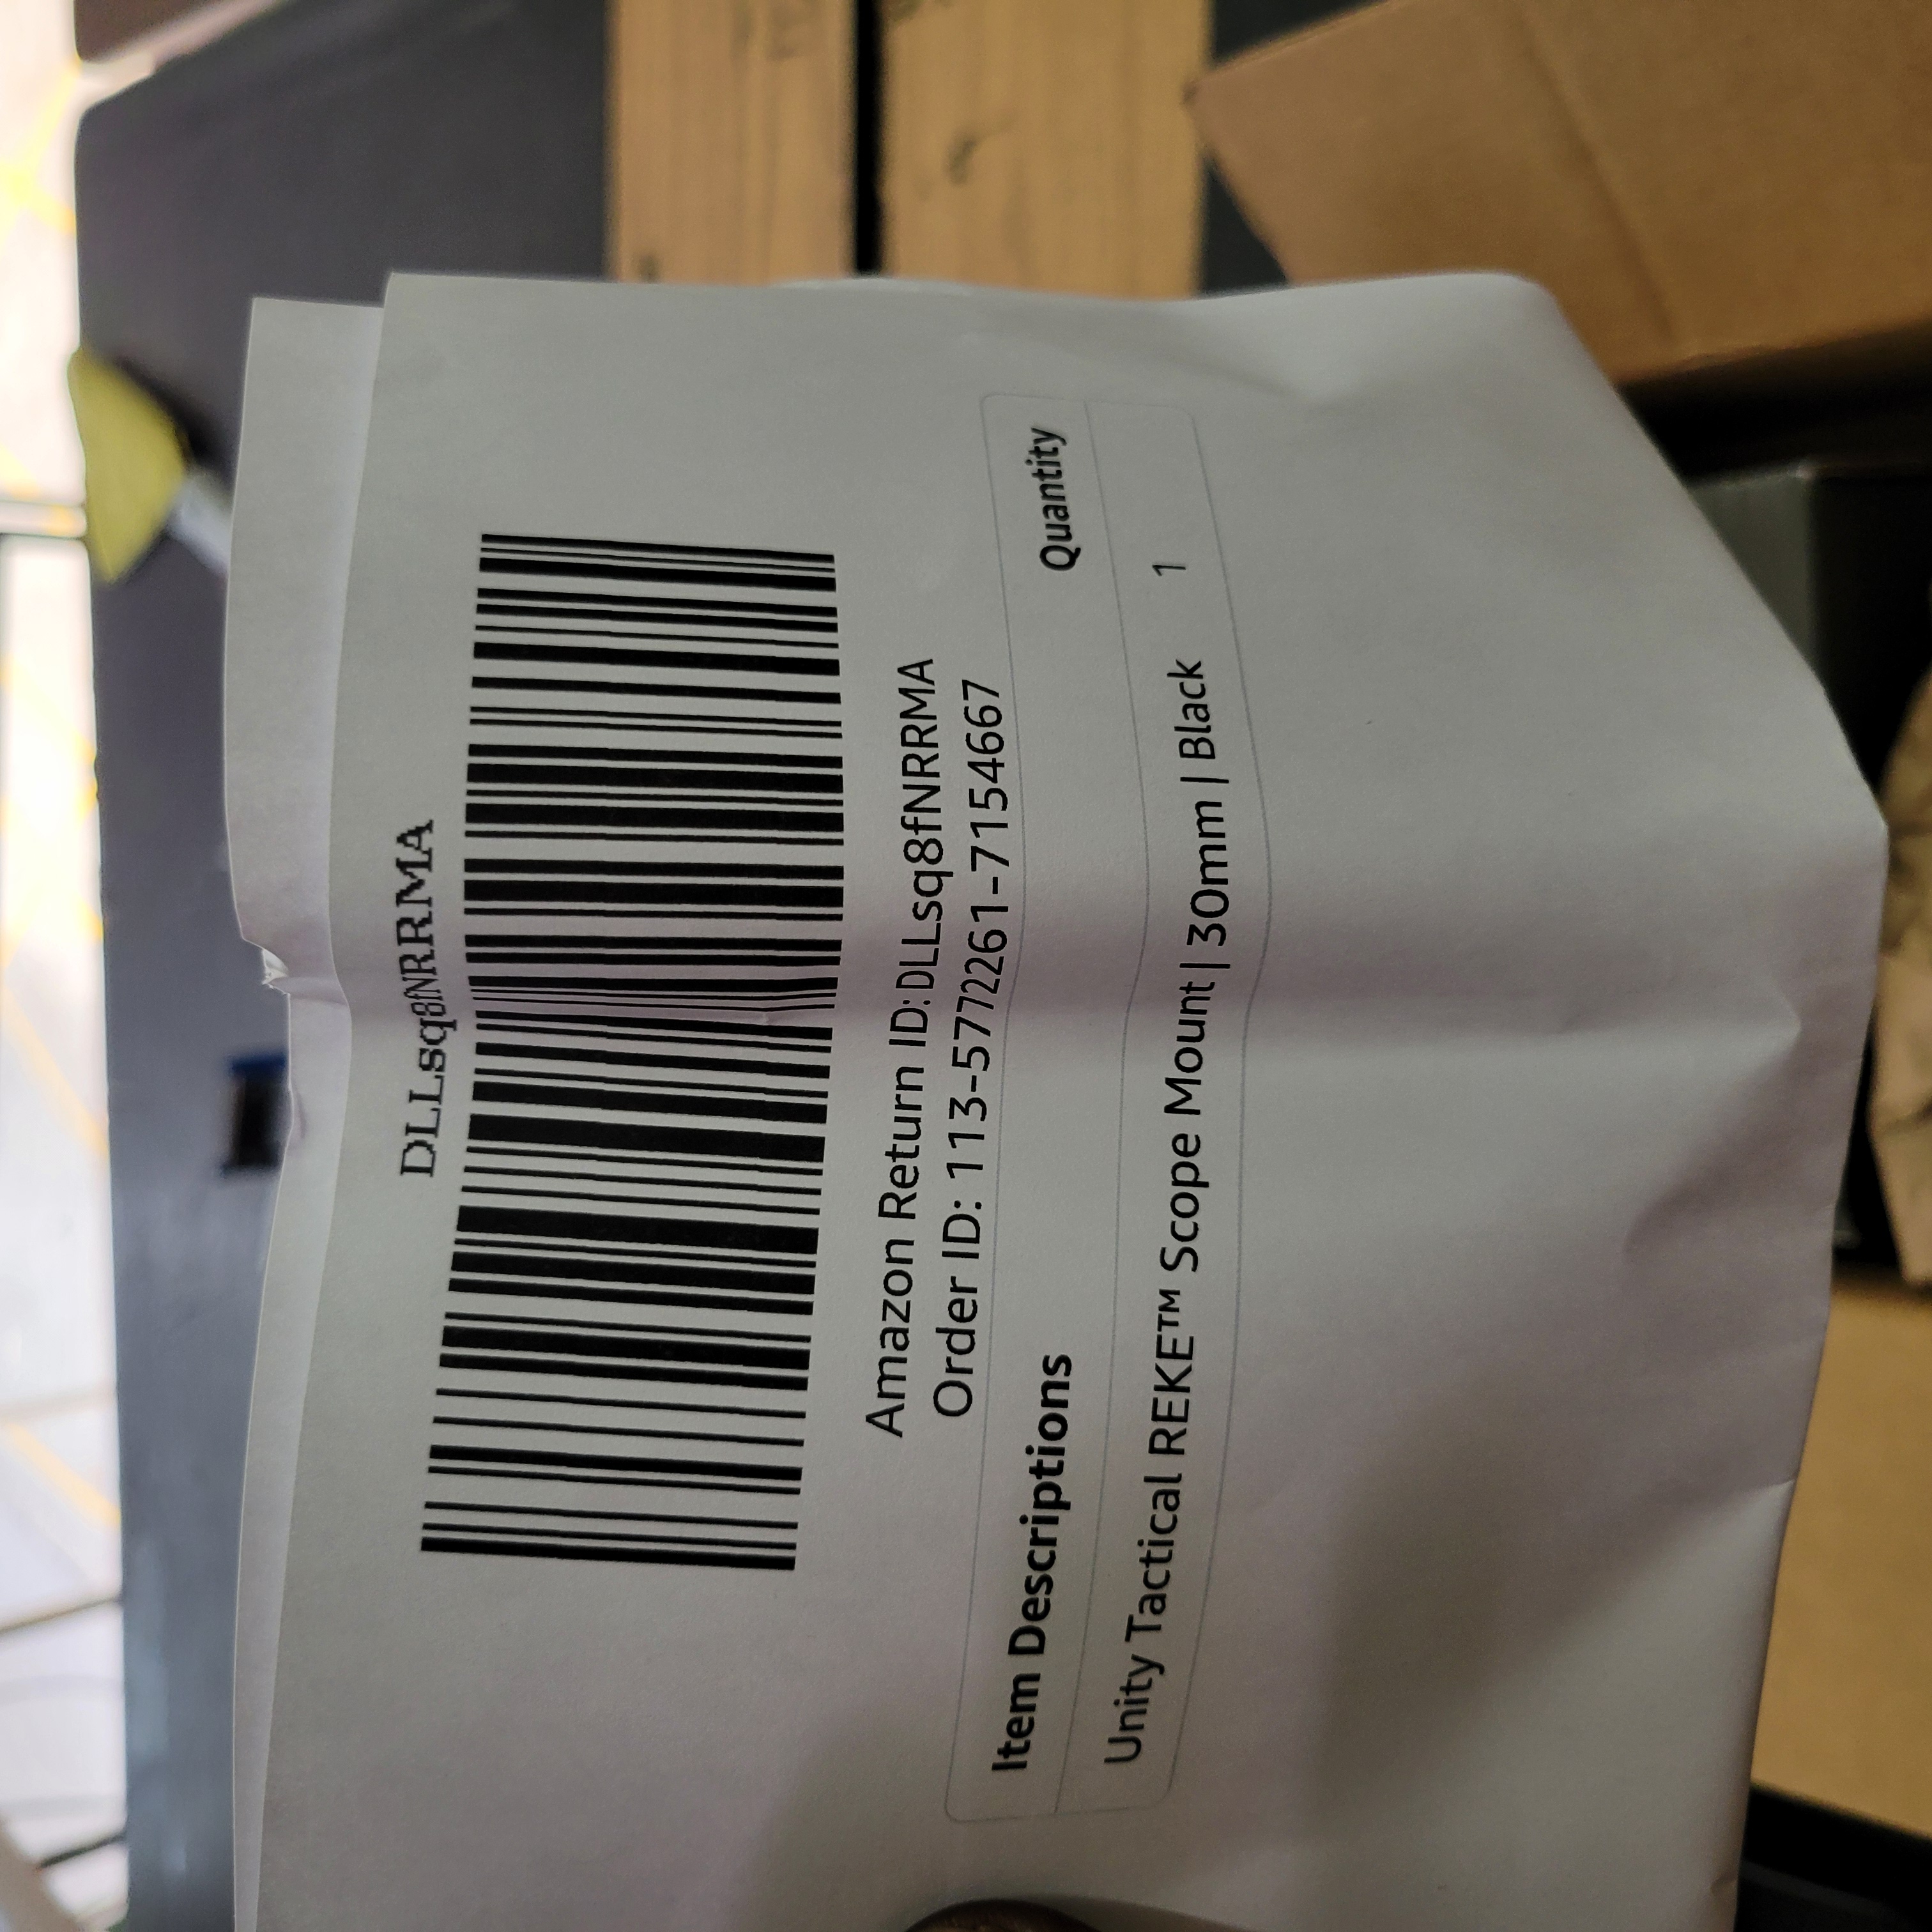 DLLsq8fNRRMA
Amazon Return ID:DLLsq8fNRRMA
Order ID: 113-5772261-7154667
Item Descriptions Quantity
Unity Tactical REKE™ Scope Mount | 30mm | Black 1